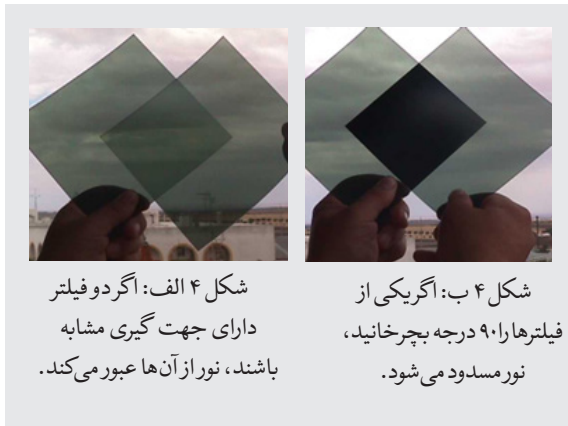 شکل ۴ الف: اگر دو فیلتر
دارای جهت گیری مشابه
باشند، نور از آن‌ها عبور می‌کند.
شکل ۴ ب: اگر یکی از
فیلترها را ۹۰ درجه بچرخانید،
نور مسدود می‌شود.